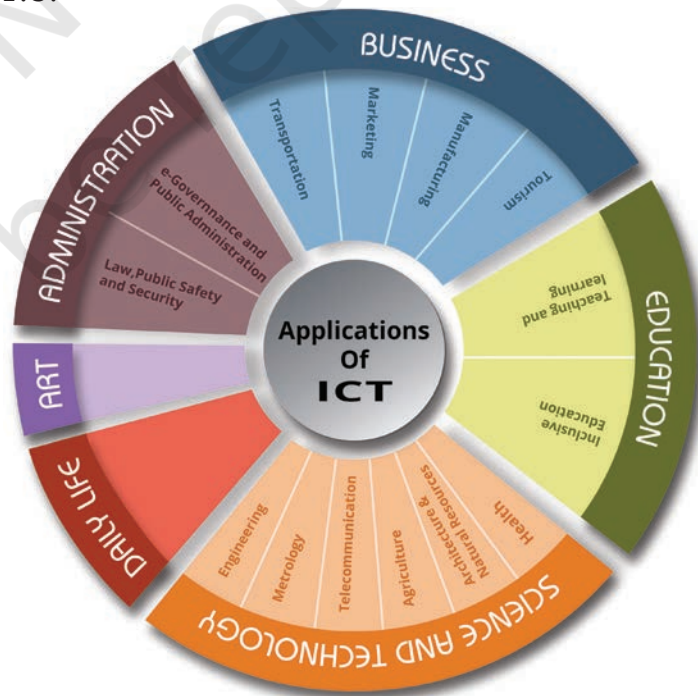 Applications
Of
ICT
BUSINESS
Transportation
Marketing
Manufacturing
Tourism
EDUCATION
Teaching and
learning
Inclusive
Education
SCIENCE AND TECHNOLOGY
Health
Architecture &
Natural Resources
Agriculture
Telecommunication
Metrology
Engineering
DAILY LIFE
ART
ADMINISTRATION
Law,Public Safety
and Security
e-Governnance and
Public Administration